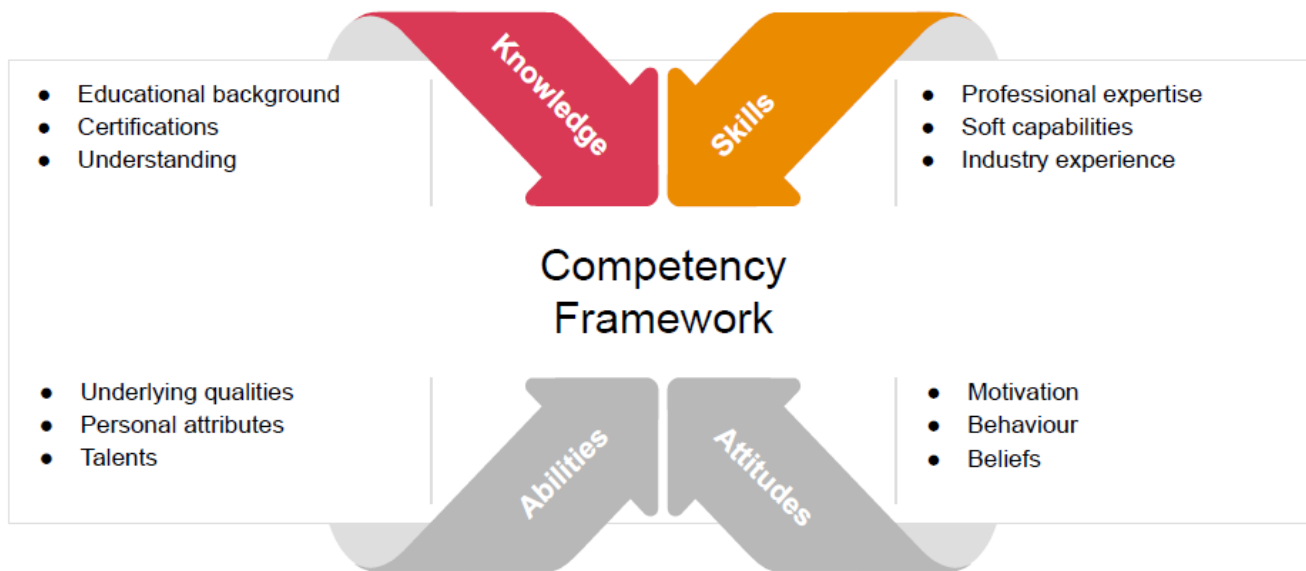 Knowledge
Skills
● Educational background
● Certifications
● Understanding
● Professional expertise
● Soft capabilities
● Industry experience
Competency
Framework
● Underlying qualities
● Personal attributes
● Talents
Abilities
Attitudes
● Motivation
● Behaviour
● Beliefs